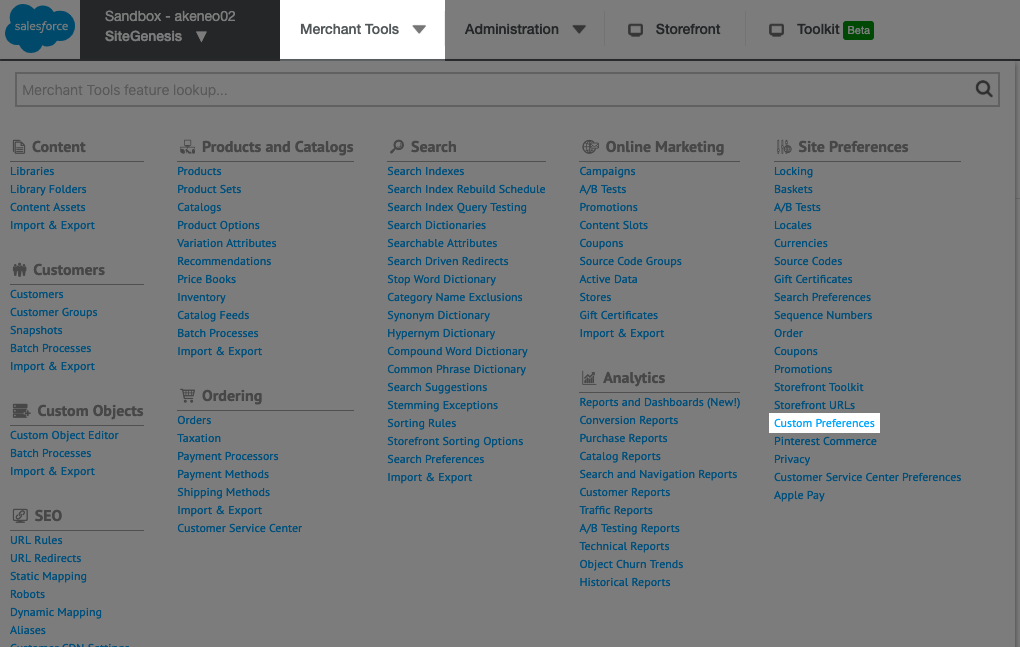 salesforce
Sandbox - akeneo02
SiteGenesis
Merchant Tools
Administration
Storefront
Toolkit Beta
Merchant Tools feature lookup...
Content
Libraries
Library Folders
Content Assets
Import & Export
Customers
Customers
Customer Groups
Snapshots
Batch Processes
Import & Export
Custom Objects
Custom Object Editor
Batch Processes
Import & Export
SEO
URL Rules
URL Redirects
Static Mapping
Robots
Dynamic Mapping
Aliases
Customer CDN Settings
Products and Catalogs
Products
Product Sets
Catalogs
Product Options
Variation Attributes
Recommendations
Price Books
Inventory
Catalog Feeds
Batch Processes
Import & Export
Ordering
Orders
Taxation
Payment Processors
Payment Methods
Shipping Methods
Import & Export
Customer Service Center
Search
Search Indexes
Search Index Rebuild Schedule
Search Index Query Testing
Search Dictionaries
Searchable Attributes
Search Driven Redirects
Stop Word Dictionary
Category Name Exclusions
Synonym Dictionary
Hypernym Dictionary
Compound Word Dictionary
Common Phrase Dictionary
Search Suggestions
Stemming Exceptions
Sorting Rules
Storefront Sorting Options
Search Preferences
Import & Export
Online Marketing
Campaigns
A/B Tests
Promotions
Content Slots
Coupons
Source Code Groups
Active Data
Stores
Gift Certificates
Import & Export
Analytics
Reports and Dashboards (New!)
Conversion Reports
Purchase Reports
Catalog Reports
Search and Navigation Reports
Customer Reports
Traffic Reports
A/B Testing Reports
Technical Reports
Object Churn Trends
Historical Reports
Site Preferences
Locking
Baskets
A/B Tests
Locales
Currencies
Source Codes
Gift Certificates
Search Preferences
Sequence Numbers
Order
Coupons
Promotions
Storefront Toolkit
Storefront URLs
Custom Preferences
Pinterest Commerce
Privacy
Customer Service Center Preferences
Apple Pay